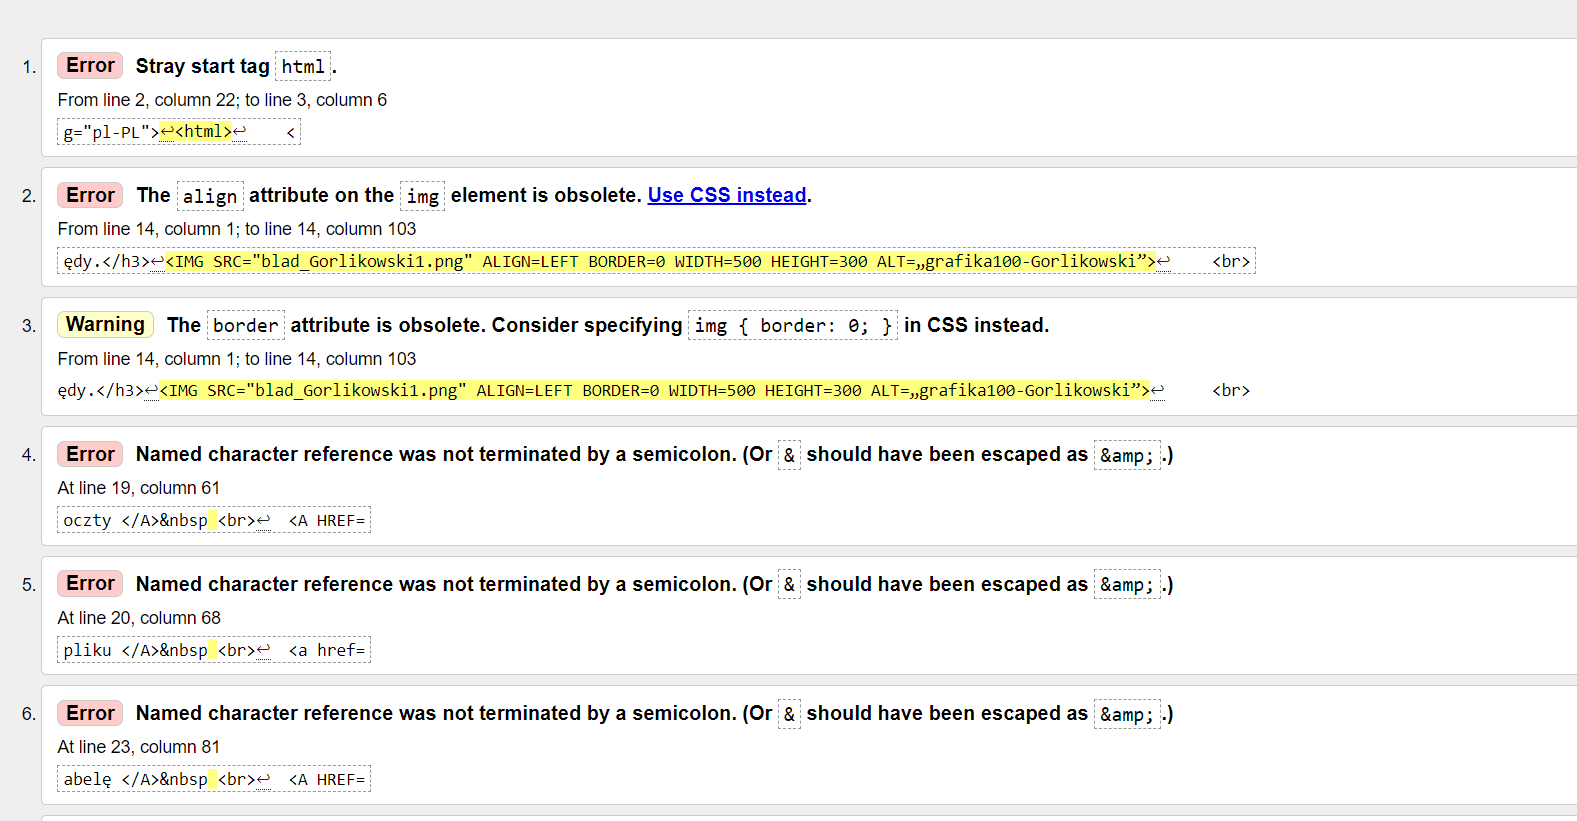 1. Error Stray start tag html.
From line 2, column 22; to line 3, column 6
g="pl-PL">↩<html>↩    <
2. Error The align attribute on the img element is obsolete. Use CSS instead.
From line 14, column 1; to line 14, column 103
ędy.</h3>↩<IMG SRC="blad_Gorlikowski1.png" ALIGN=LEFT BORDER=0 WIDTH=500 HEIGHT=300 ALT=„grafika100-Gorlikowski”>↩    <br>
3. Warning The border attribute is obsolete. Consider specifying img { border: 0; } in CSS instead.
From line 14, column 1; to line 14, column 103
ędy.</h3>↩<IMG SRC="blad_Gorlikowski1.png" ALIGN=LEFT BORDER=0 WIDTH=500 HEIGHT=300 ALT=„grafika100-Gorlikowski”>↩    <br>
4. Error Named character reference was not terminated by a semicolon. (Or & should have been escaped as &amp;.)
At line 19, column 61
oczty </A>&nbsp <br>↩  <A HREF=
5. Error Named character reference was not terminated by a semicolon. (Or & should have been escaped as &amp;.)
At line 20, column 68
pliku </A>&nbsp <br>↩  <a href=
6. Error Named character reference was not terminated by a semicolon. (Or & should have been escaped as &amp;.)
At line 23, column 81
abelę </A>&nbsp <br>↩  <A HREF=